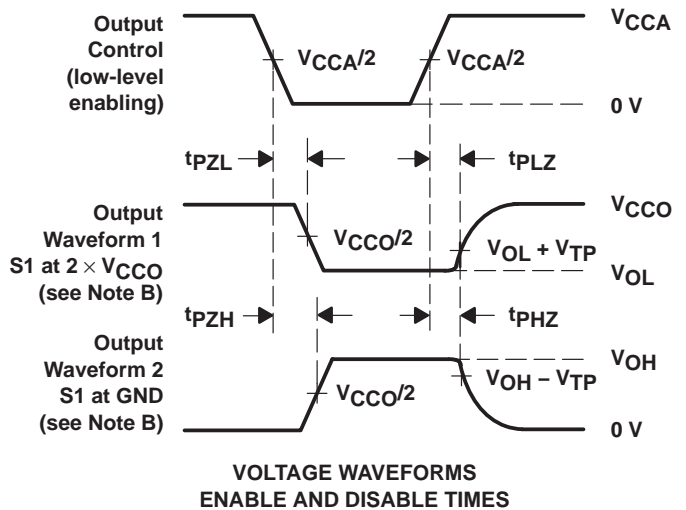 Output
Control
(low-level
enabling)
VCCA/2
VCCA/2
VCCA
0 V
tPZL
tPLZ
Output
Waveform 1
S1 at 2 × VCCO
(see Note B)
VCCO/2
VCCO
VOL + VTP
VOL
tPZH
tPHZ
Output
Waveform 2
S1 at GND
(see Note B)
VCCO/2
VOH
VOH − VTP
0 V
VOLTAGE WAVEFORMS
ENABLE AND DISABLE TIMES